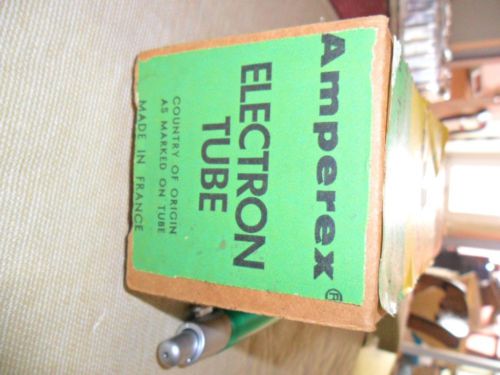 Amperex®
ELECTRON
TUBE
COUNTRY OF ORIGIN
AS MARKED ON TUBE
MADE IN FRANCE